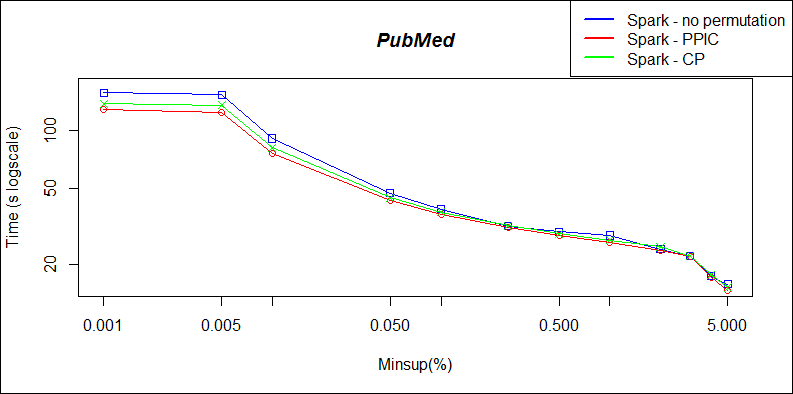 PubMed
Spark - no permutation
Spark - PPIC
Spark - CP
Time (s logscale)
100
50
20
0.001 0.005 0.050 0.500 5.000
Minsup(%)